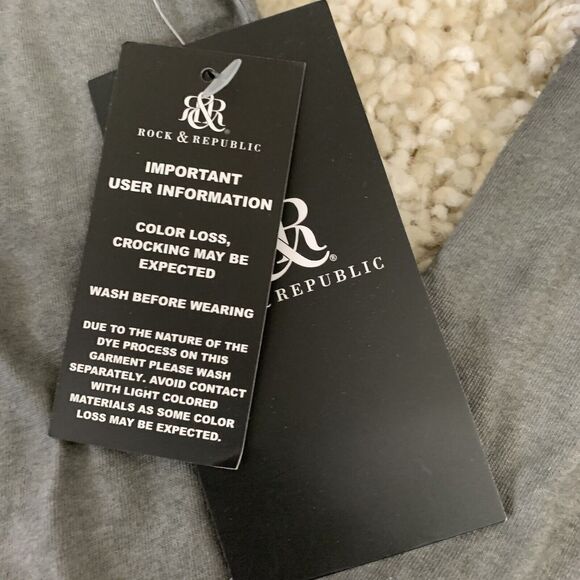 R&R®
ROCK & REPUBLIC
IMPORTANT
USER INFORMATION
COLOR LOSS,
CROCKING MAY BE
EXPECTED
WASH BEFORE WEARING
DUE TO THE NATURE OF THE
DYE PROCESS ON THIS
GARMENT PLEASE WASH
SEPARATELY. AVOID CONTACT
WITH LIGHT COLORED
MATERIALS AS SOME COLOR
LOSS MAY BE EXPECTED.
&R®
REPUBLIC